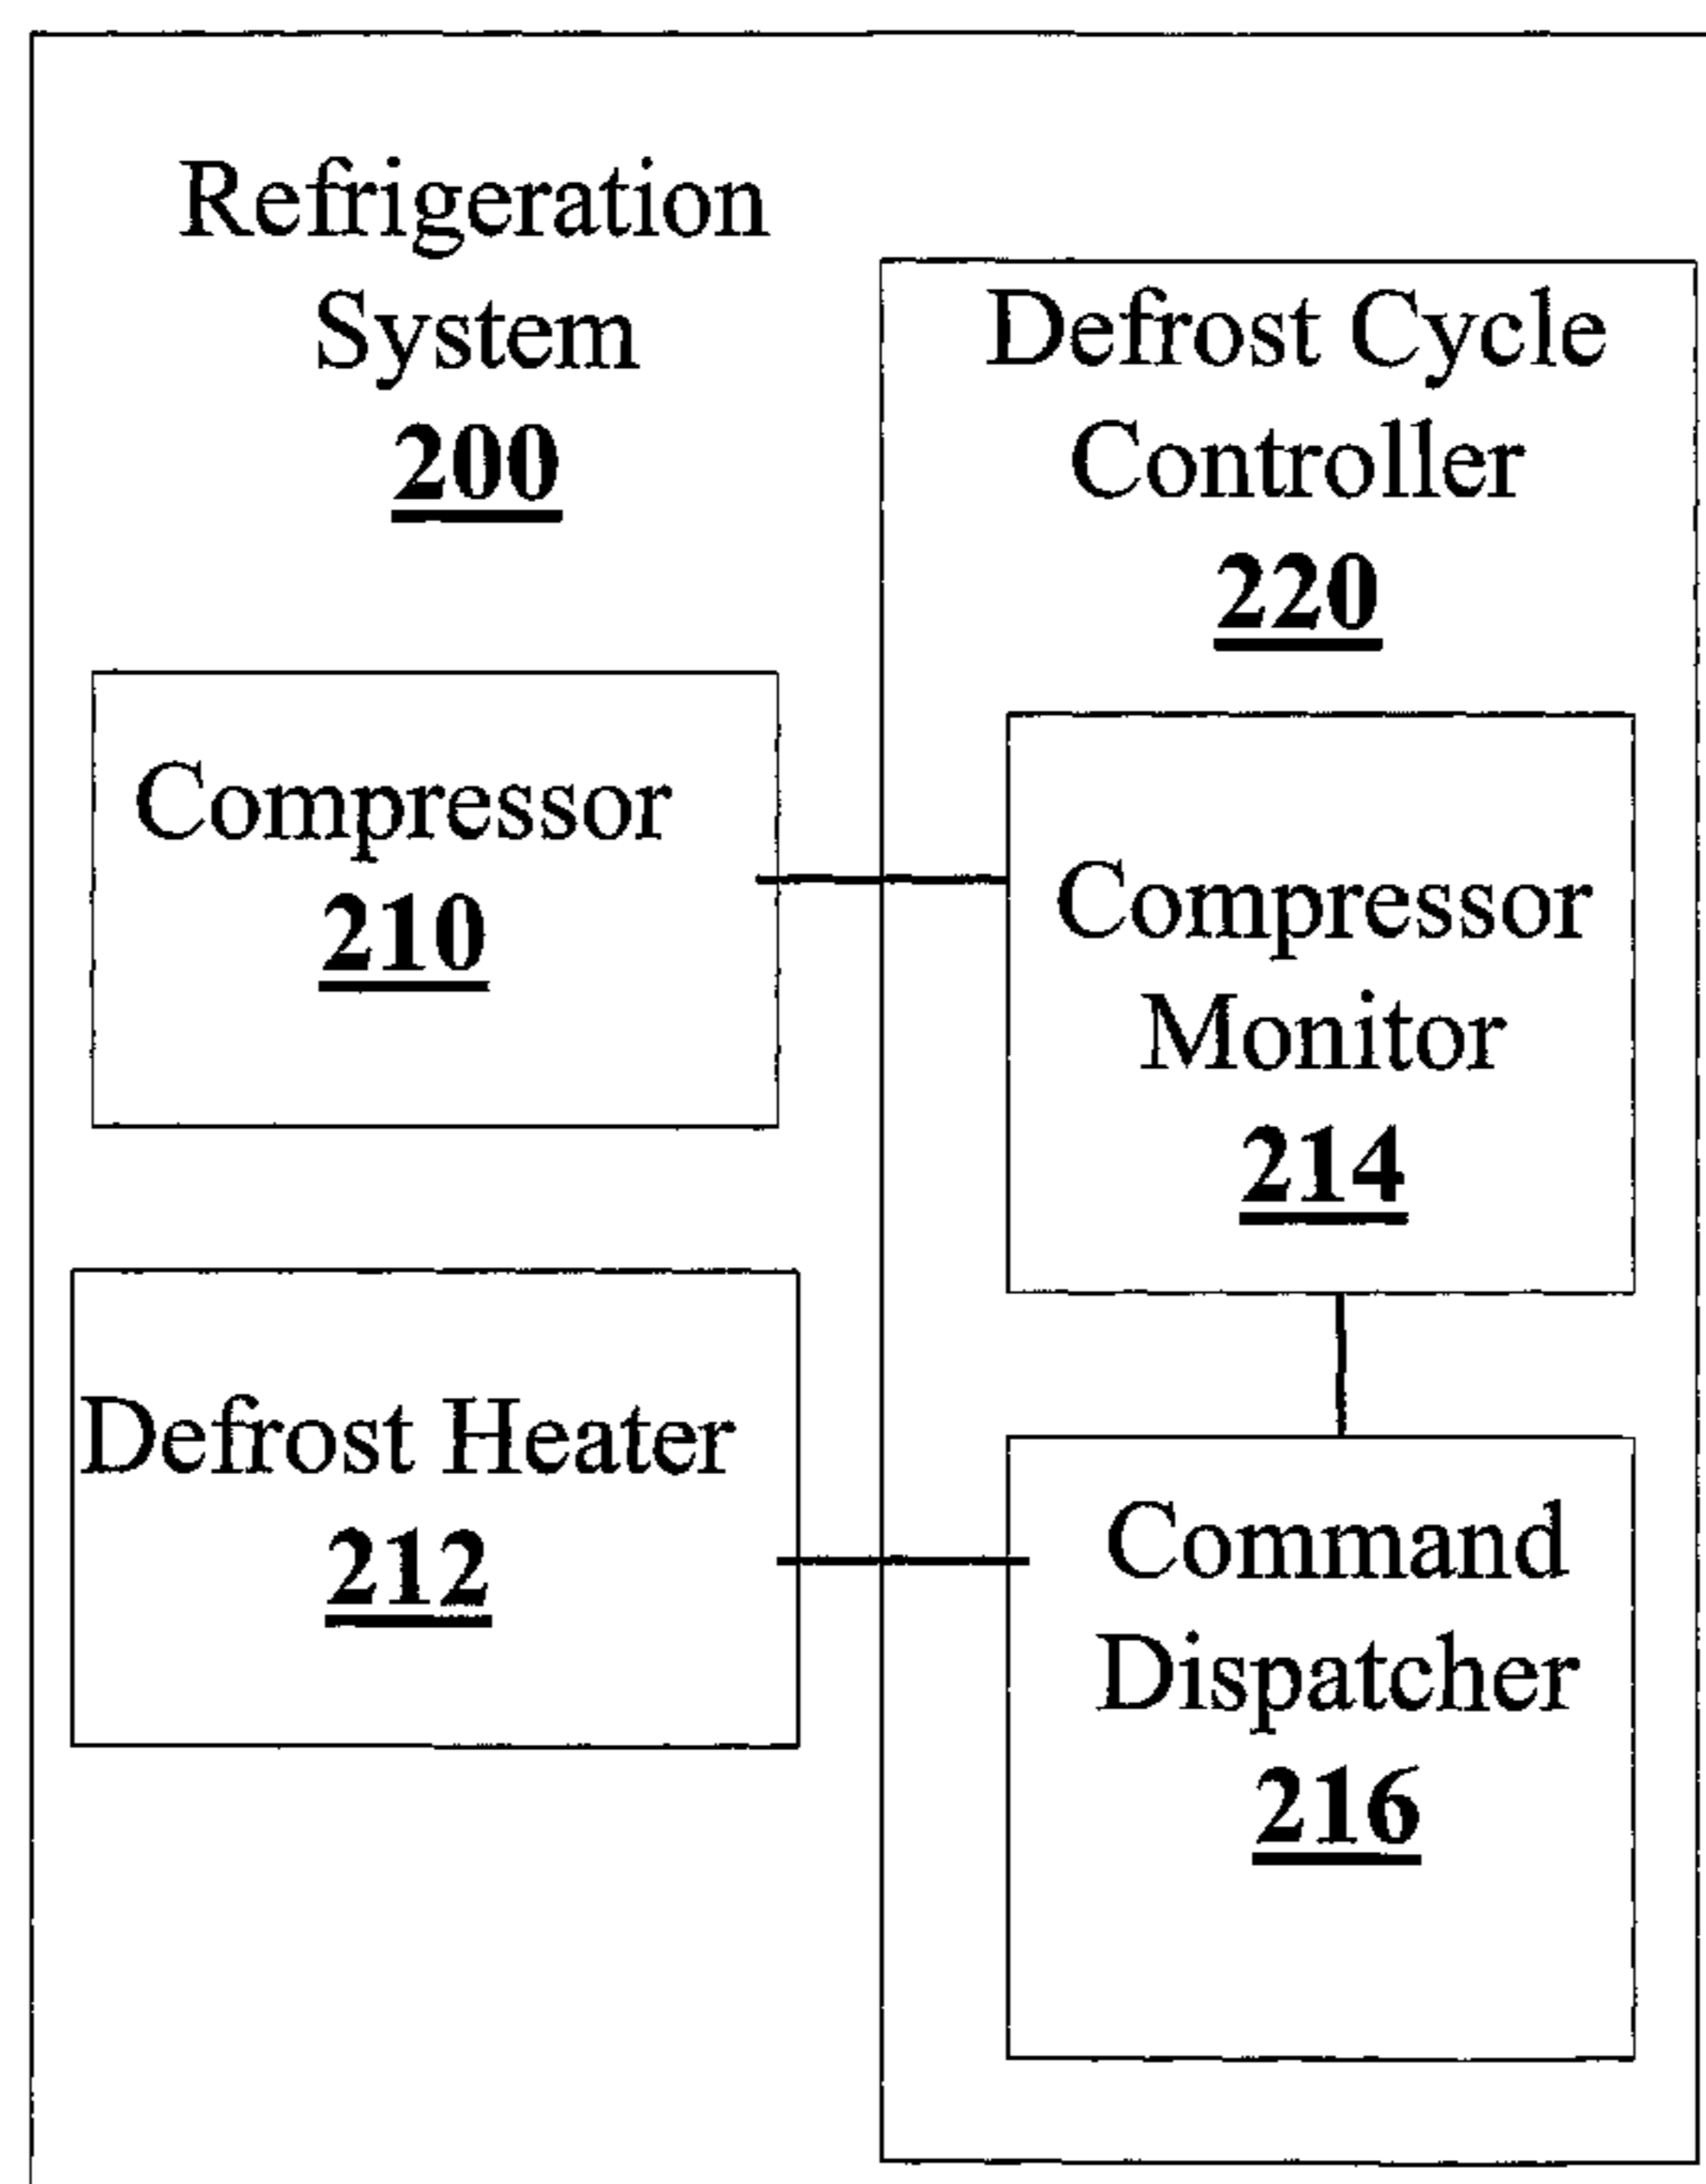 Refrigeration
System
200
Defrost Cycle
Controller
220
Compressor
210
Compressor
Monitor
214
Defrost Heater
212
Command
Dispatcher
216